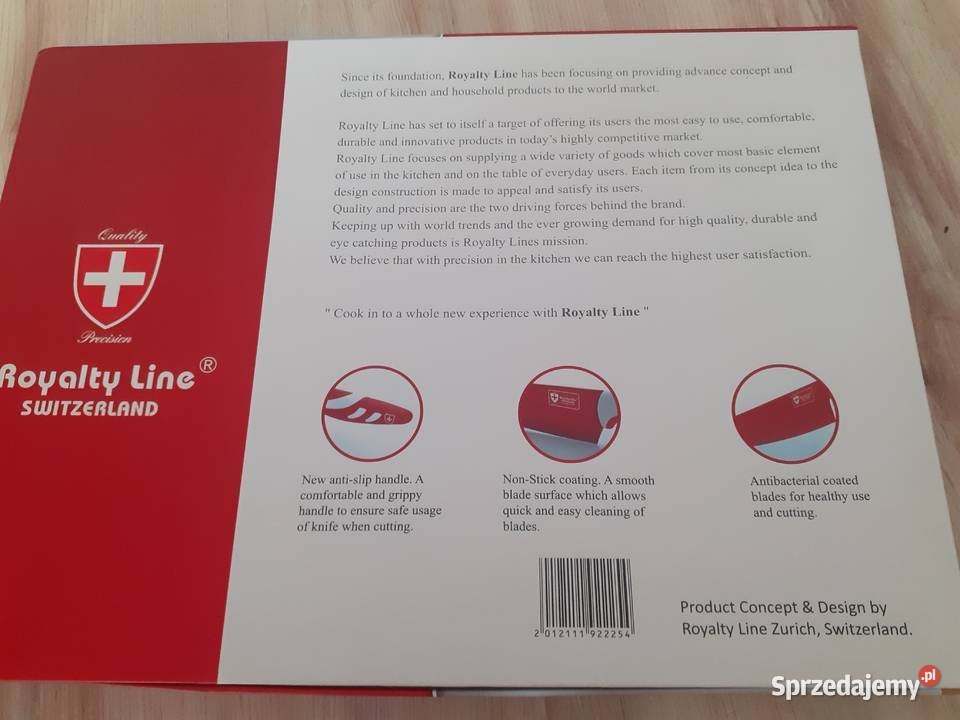 Since its foundation, Royalty Line has been focusing on providing advance concept and
design of kitchen and household products to the world market.
Royalty Line has set to itself a target of offering its users the most easy to use, comfortable,
durable and innovative products in today's highly competitive market.
Royalty Line focuses on supplying a wide variety of goods which cover most basic element
of use in the kitchen and on the table of everyday users. Each item from its concept idea to the
design construction is made to appeal and satisfy its users.
Quality and precision are the two driving forces behind the brand.
Keeping up with world trends and the ever growing demand for high quality, durable and
eye catching products is Royalty Lines mission.
We believe that with precision in the kitchen we can reach the highest user satisfaction.
" Cook in to a whole new experience with Royalty Line "
Quality
Precision
Royalty Line ®
SWITZERLAND
New anti-slip handle. A
comfortable and grippy
handle to ensure safe usage
of knife when cutting.
Non-Stick coating. A smooth
blade surface which allows
quick and easy cleaning of
blades.
Antibacterial coated
blades for healthy use
and cutting.
2 012111 922254
Product Concept & Design by
Royalty Line Zurich, Switzerland.
Sprzedajemy.pl